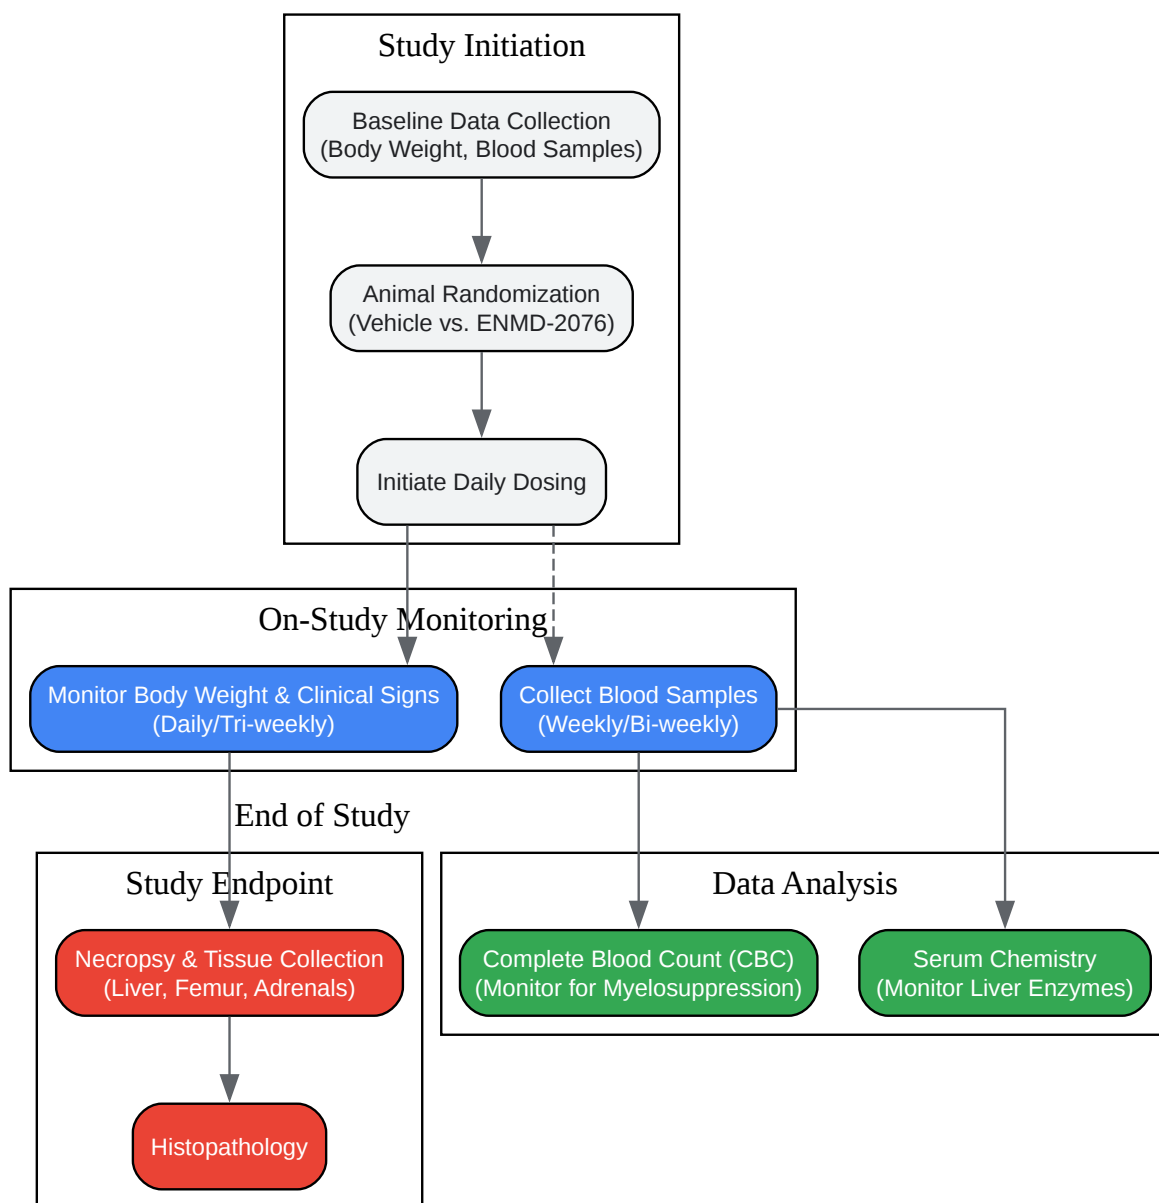 Study Initiation
Baseline Data Collection
(Body Weight, Blood Samples)
Animal Randomization
(Vehicle vs. ENMD-2076)
Initiate Daily Dosing
On-Study Monitoring
Monitor Body Weight & Clinical Signs
(Daily/Tri-weekly)
Collect Blood Samples
(Weekly/Bi-weekly)
End of Study
Study Endpoint
Necropsy & Tissue Collection
(Liver, Femur, Adrenals)
Histopathology
Data Analysis
Complete Blood Count (CBC)
(Monitor for Myelosuppression)
Serum Chemistry
(Monitor Liver Enzymes)